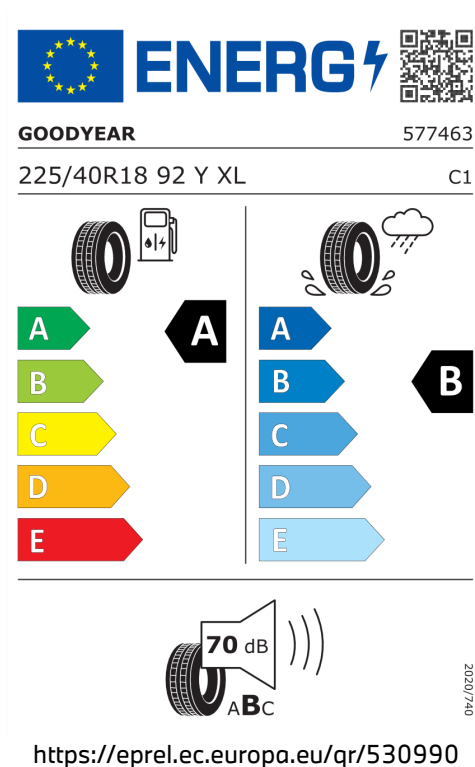 ENERG
GOODYEAR 577463
225/40R18 92 Y XL C1
A A A
B B B
C C
D D
E E
70 dB
ABC
2020/740
https://eprel.ec.europa.eu/qr/530990